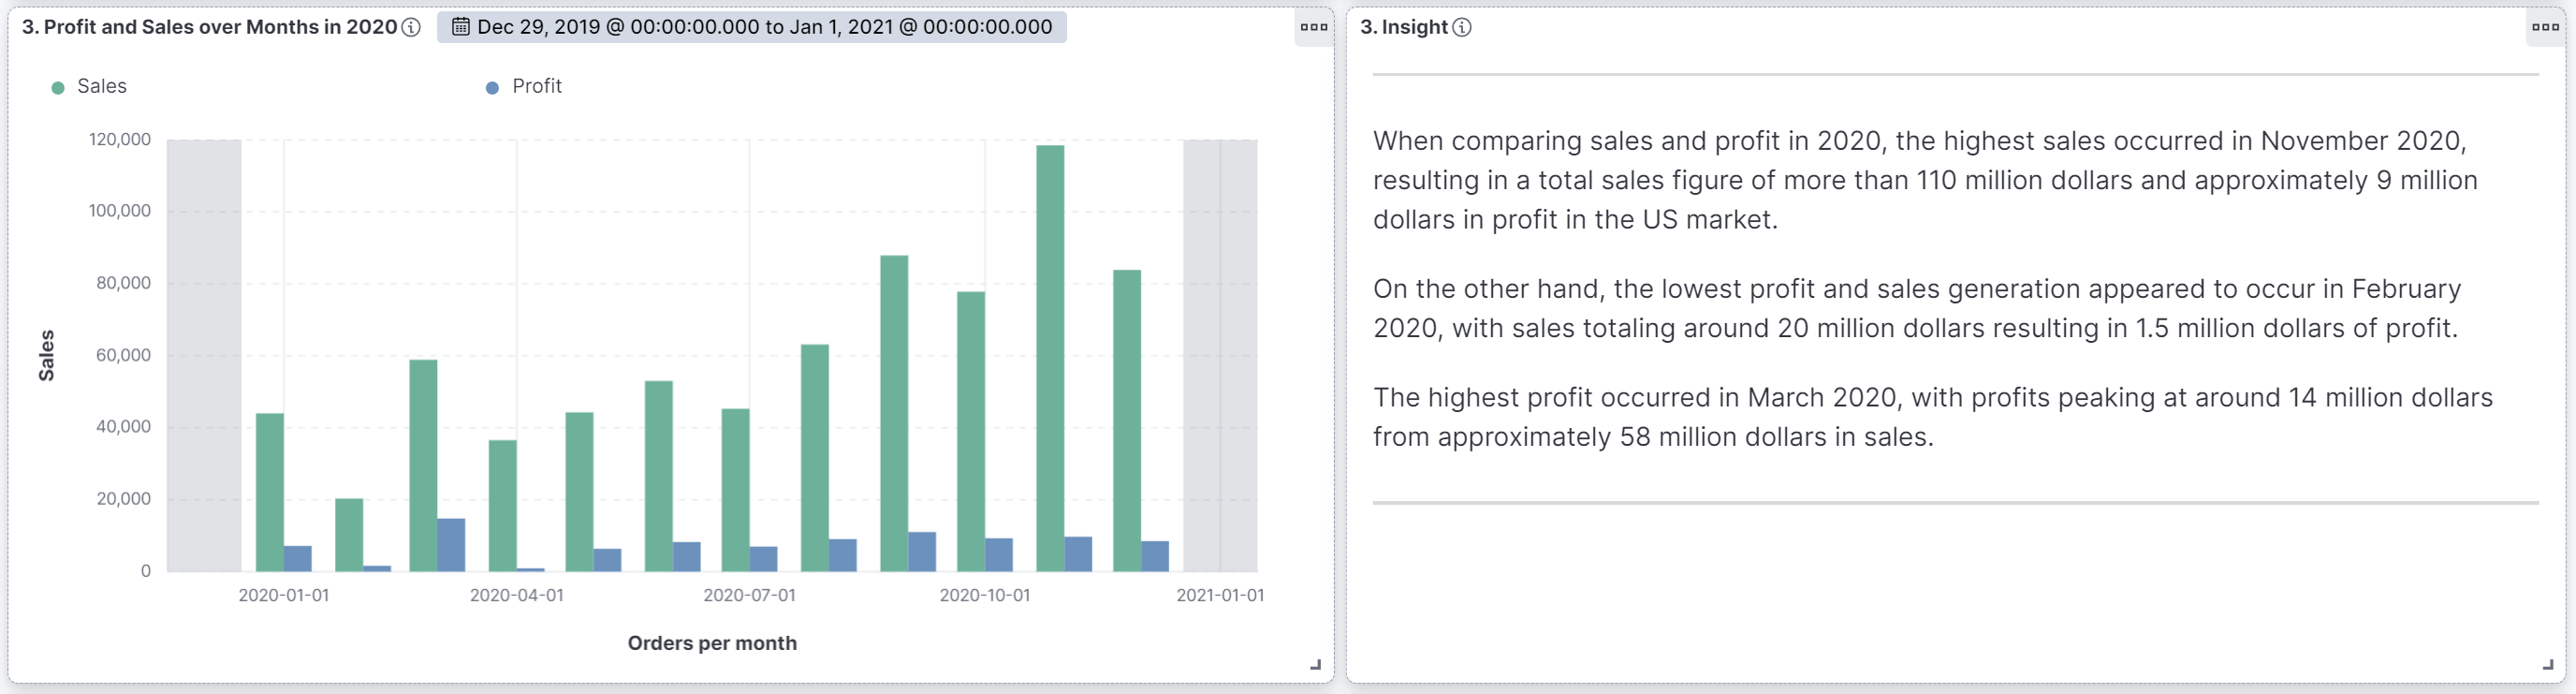 3. Profit and Sales over Months in 2020
Dec 29, 2019 @ 00:00:00.000 to Jan 1, 2021 @ 00:00:00.000
Sales
Profit
120,000
100,000
80,000
60,000
40,000
20,000
0
Sales
2020-01-01
2020-04-01
2020-07-01
2020-10-01
2021-01-01
Orders per month
3. Insight
When comparing sales and profit in 2020, the highest sales occurred in November 2020,
resulting in a total sales figure of more than 110 million dollars and approximately 9 million
dollars in profit in the US market.
On the other hand, the lowest profit and sales generation appeared to occur in February
2020, with sales totaling around 20 million dollars resulting in 1.5 million dollars of profit.
The highest profit occurred in March 2020, with profits peaking at around 14 million dollars
from approximately 58 million dollars in sales.